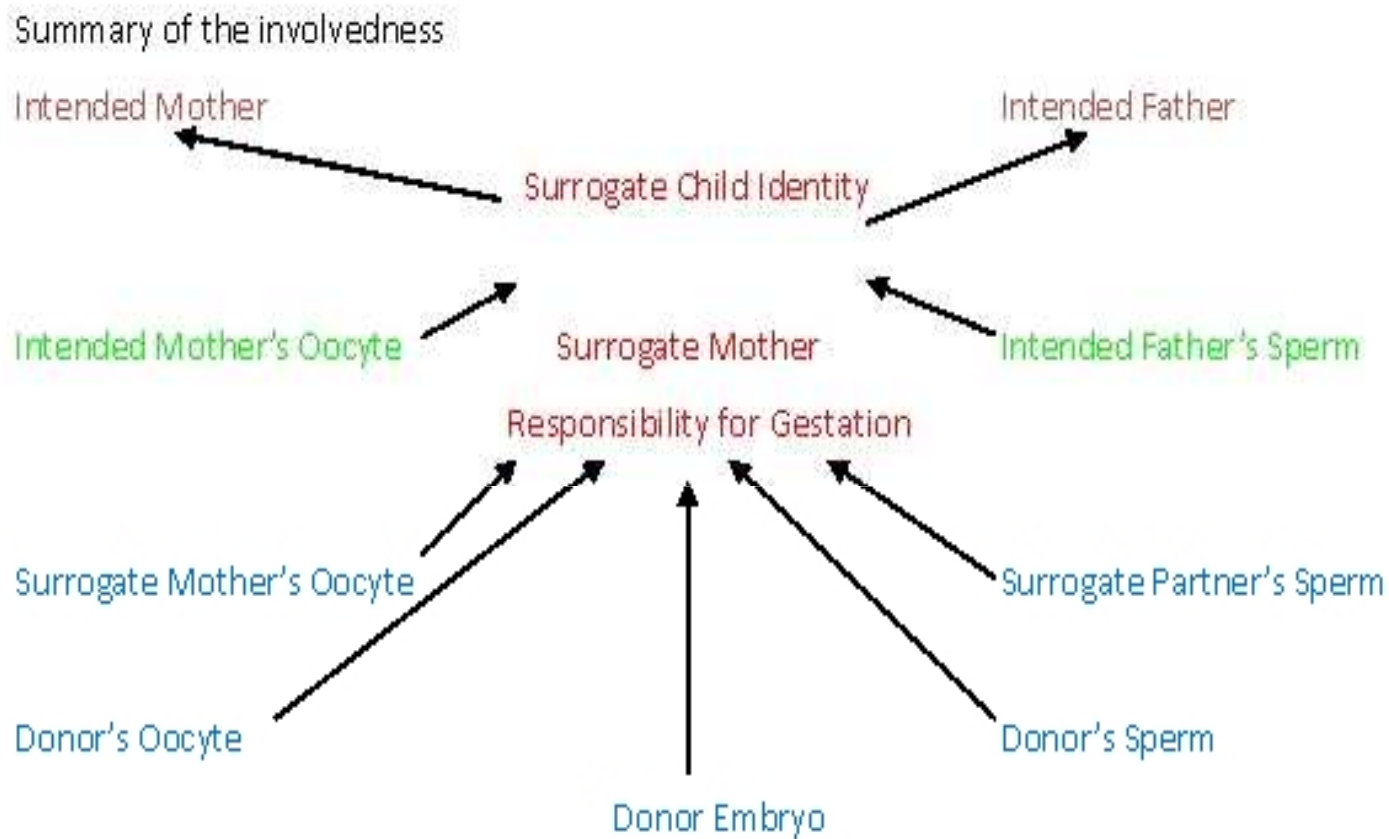 Summary of the involvedness
Intended Mother
Intended Father
Surrogate Child Identity
Intended Mother's Oocyte
Surrogate Mother
Intended Father's Sperm
Responsibility for Gestation
Surrogate Mother's Oocyte
Surrogate Partner's Sperm
Donor's Oocyte
Donor's Sperm
Donor Embryo